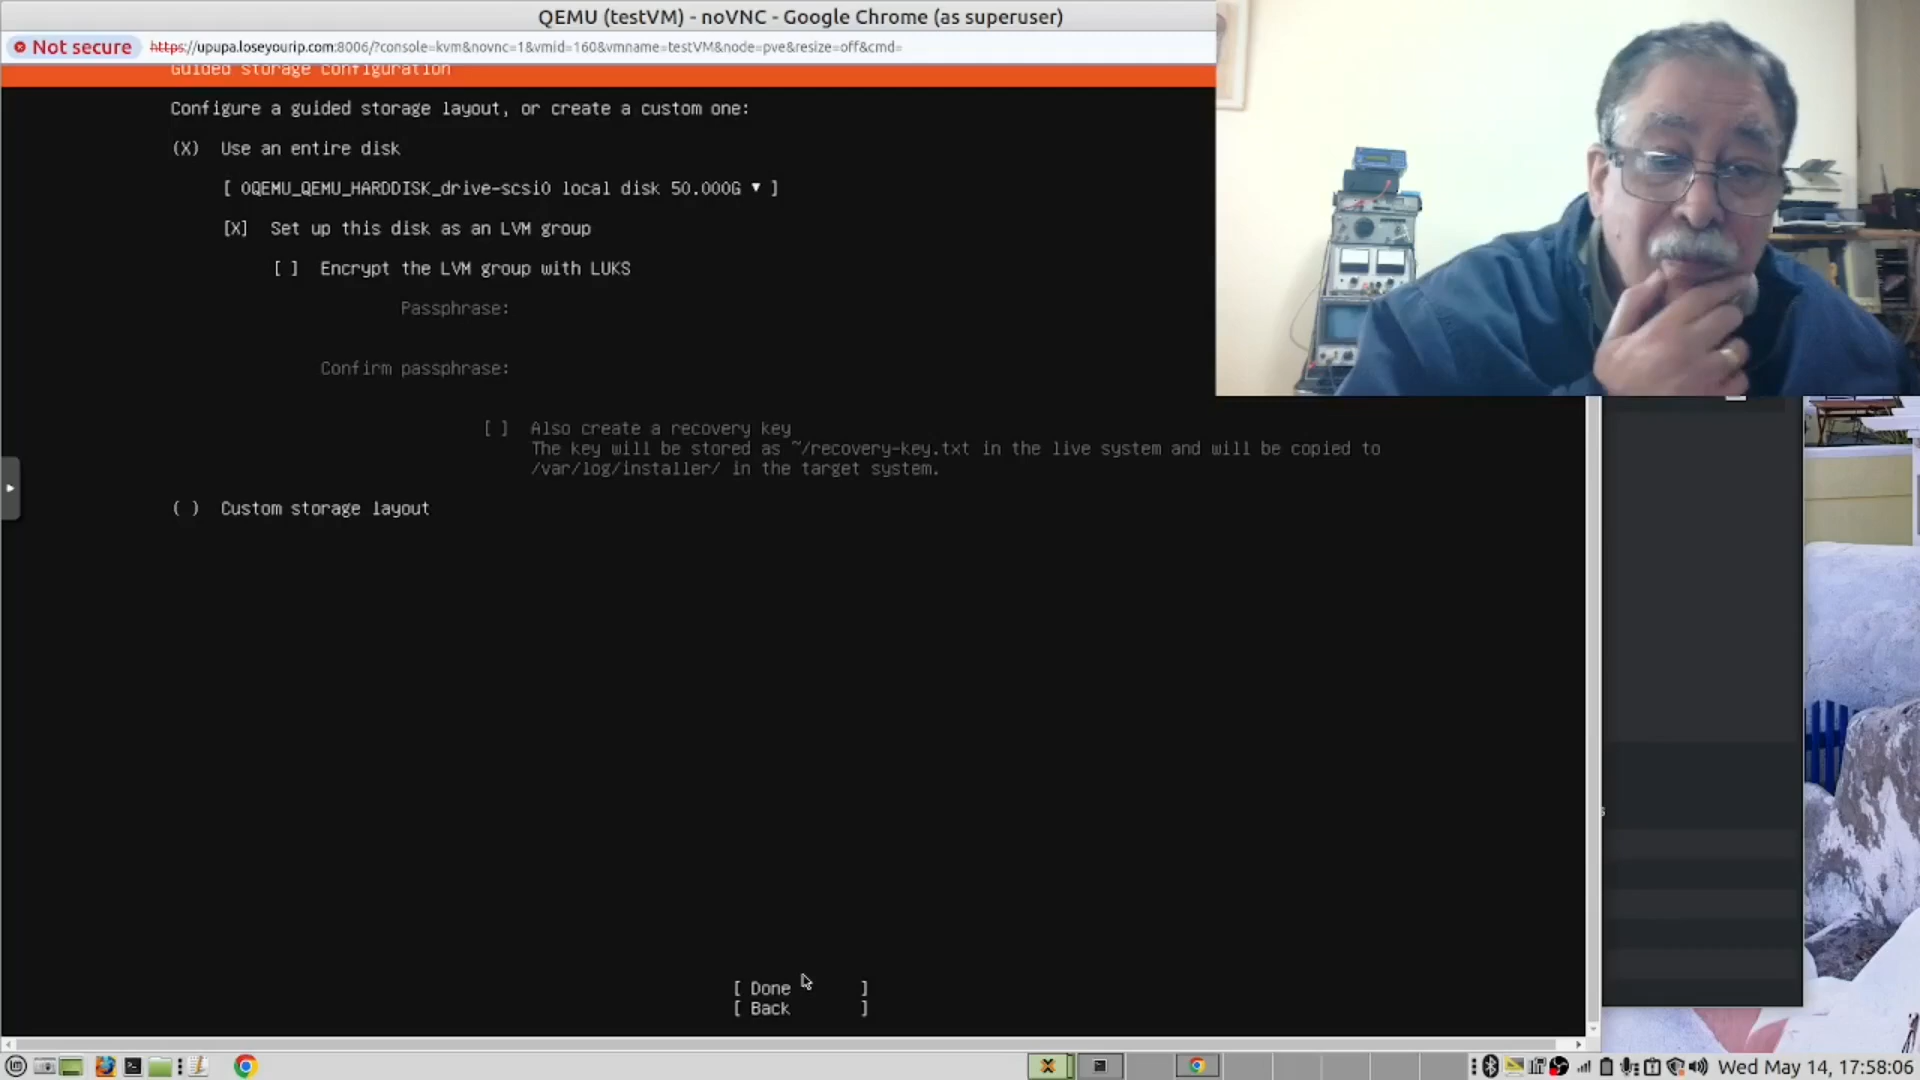 QEMU (testVM) - noVNC - Google Chrome (as superuser)
Not secure https://upupa.loseyourip.com:8006/?console=kvm&novnc=1&vmid=160&vmname=testVM&node=pve&resize=off&cmd=
Guided storage configuration
Configure a guided storage layout, or create a custom one:
(X) Use an entire disk
[ 0QEMU_QEMU_HARDDISK_drive-scsi0 local disk 50.000G ▼ ]
[X] Set up this disk as an LVM group
[ ] Encrypt the LVM group with LUKS
Passphrase:
Confirm passphrase:
[ ] Also create a recovery key
The key will be stored as ~/recovery-key.txt in the live system and will be copied to
/var/log/installer/ in the target system.
( ) Custom storage layout
[ Done ]
[ Back ]
Wed May 14, 17:58:06